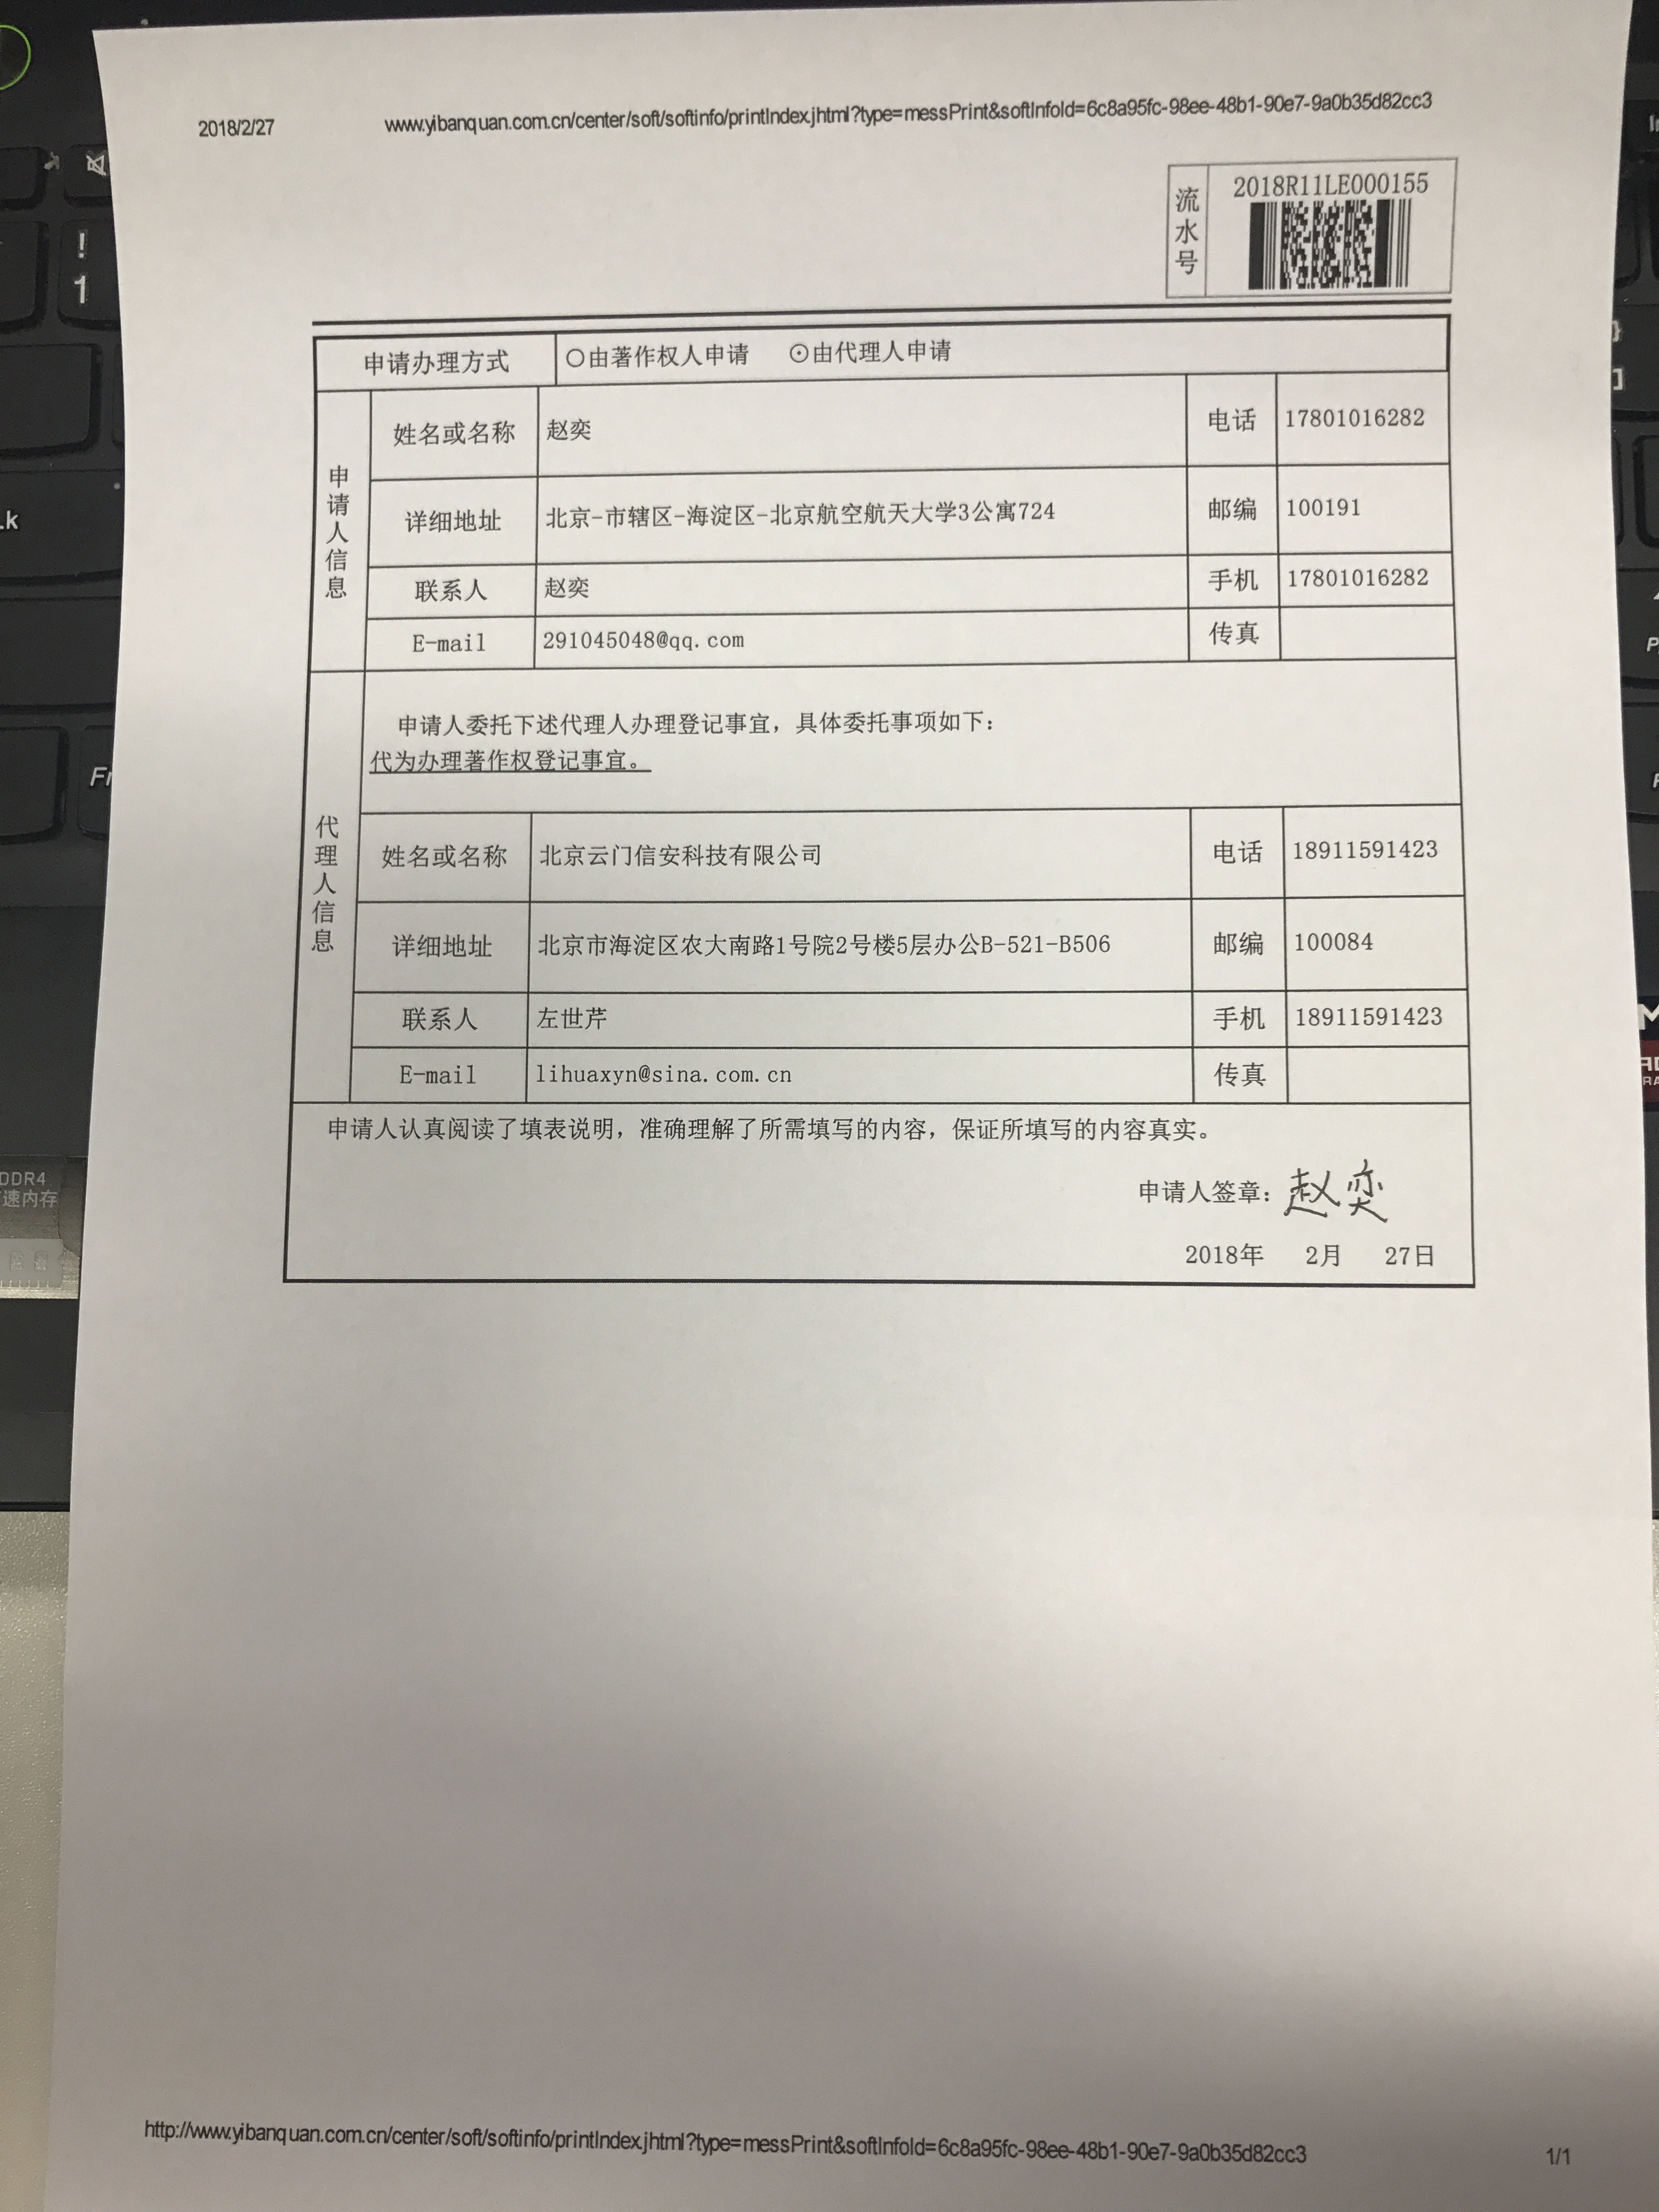 2018/2/27 www.yibanquan.com.cn/center/soft/softinfo/printIndex.jhtml?type=messPrint&softInfoId=6c8a95fc-98ee-48b1-90e7-9a0b35d82cc3
流水号 2018R11LE000155
申请办理方式 ○由著作权人申请 ⊙由代理人申请
申请人信息
姓名或名称 赵奕 电话 17801016282
详细地址 北京-市辖区-海淀区-北京航空航天大学3公寓724 邮编 100191
联系人 赵奕 手机 17801016282
E-mail 291045048@qq.com 传真
代理人信息
申请人委托下述代理人办理登记事宜，具体委托事项如下：
代为办理著作权登记事宜。
姓名或名称 北京云门信安科技有限公司 电话 18911591423
详细地址 北京市海淀区农大南路1号院2号楼5层办公B-521-B506 邮编 100084
联系人 左世芹 手机 18911591423
E-mail lihuaxyn@sina.com.cn 传真
申请人认真阅读了填表说明，准确理解了所需填写的内容，保证所填写的内容真实。
申请人签章：赵奕
2018年 2月 27日
http://www.yibanquan.com.cn/center/soft/softinfo/printIndex.jhtml?type=messPrint&softInfoId=6c8a95fc-98ee-48b1-90e7-9a0b35d82cc3 1/1
!
1
DDR4
速内存